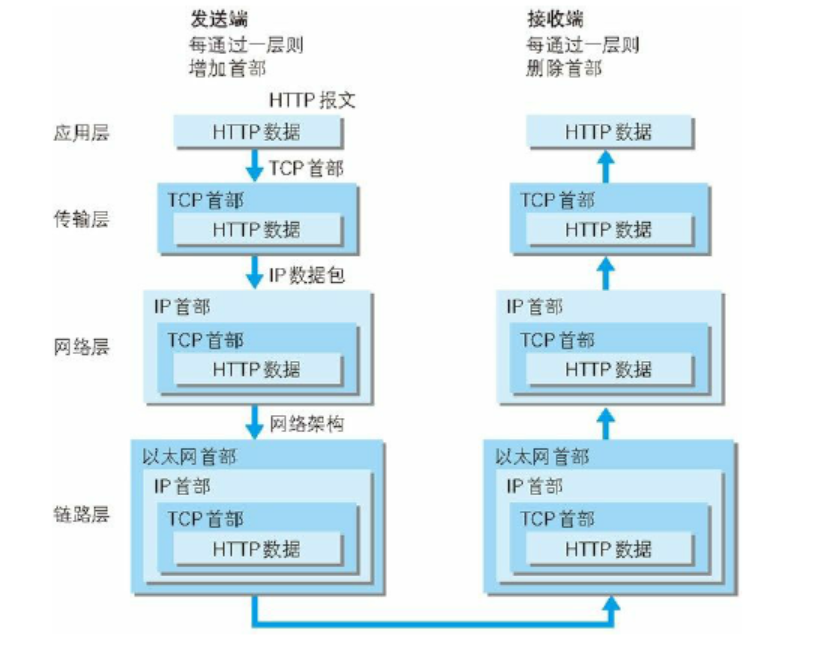 发送端
每通过一层则
增加首部
接收端
每通过一层则
删除首部
HTTP 报文
应用层
HTTP 数据
HTTP 数据
TCP 首部
传输层
TCP 首部
HTTP 数据
TCP 首部
HTTP 数据
IP 数据包
网络层
IP 首部
TCP 首部
HTTP 数据
IP 首部
TCP 首部
HTTP 数据
网络架构
链路层
以太网首部
IP 首部
TCP 首部
HTTP 数据
以太网首部
IP 首部
TCP 首部
HTTP 数据